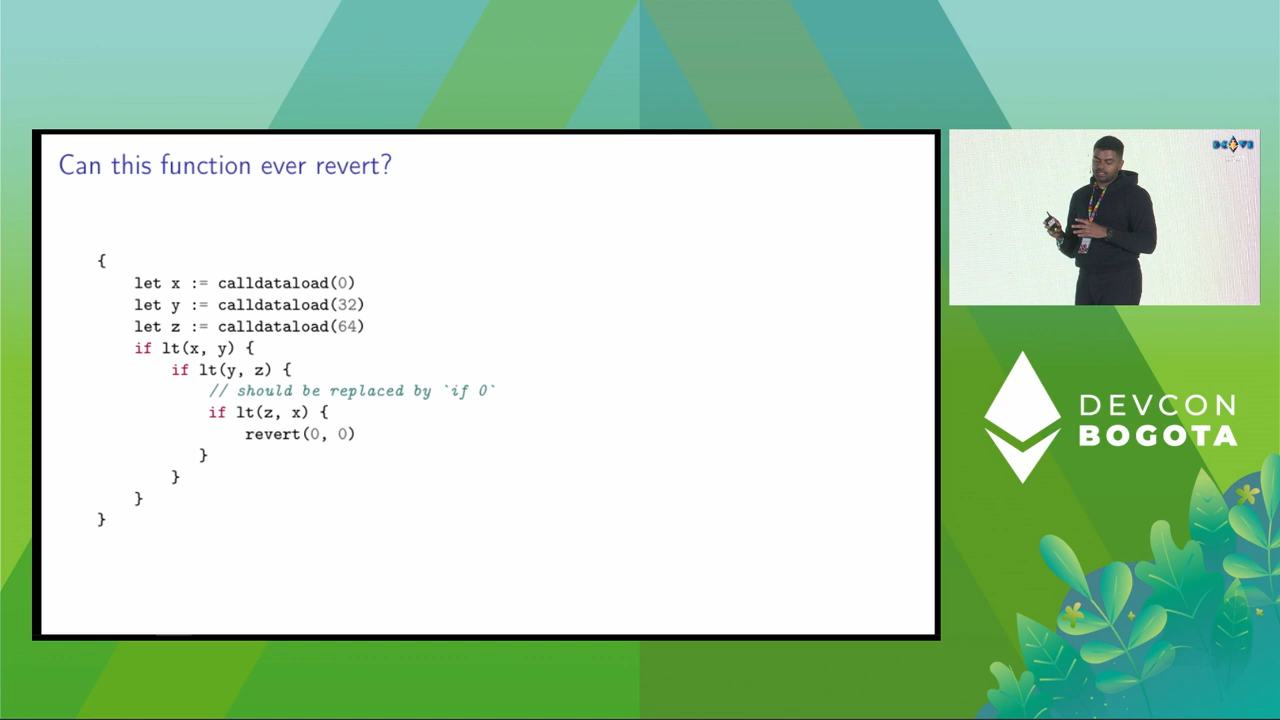 Can this function ever revert?
{
let x := calldataload(0)
let y := calldataload(32)
let z := calldataload(64)
if lt(x, y) {
if lt(y, z) {
// should be replaced by `if 0`
if lt(z, x) {
revert(0, 0)
}
}
}
}
DEVCON
BOGOTA